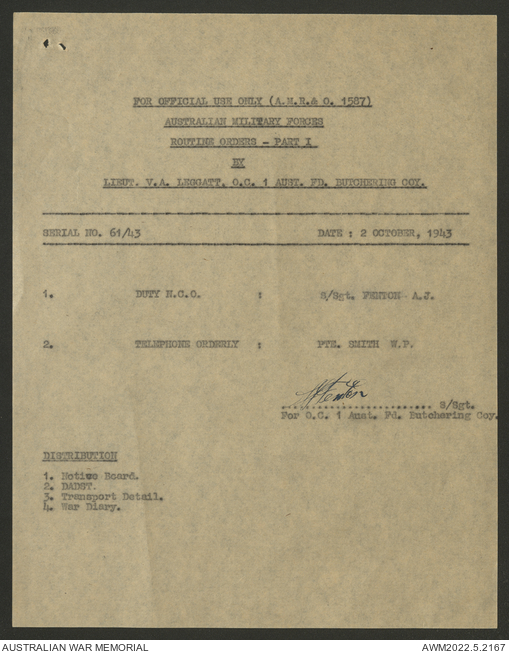 FOR OFFICIAL USE ONLY (A.M.R.& O. 1587)
AUSTRALIAN MILITARY FORCES
ROUTINE ORDERS - PART I
BY
LIEUT. V.A. LEGGATT, O.C. 1 AUST. FD. BUTCHERING COY.
SERIAL NO. 61/43 DATE : 2 OCTOBER, 1943
1. DUTY N.C.O. : S/Sgt. FENTON A.J.
2. TELEPHONE ORDERLY : PTE. SMITH W.P.
AJFenton
........................ S/Sgt.
For O.C. 1 Aust. Fd. Butchering Coy.
DISTRIBUTION
1. Notice Board.
2. DADST.
3. Transport Detail.
4. War Diary.
AUSTRALIAN WAR MEMORIAL AWM2022.5.2167